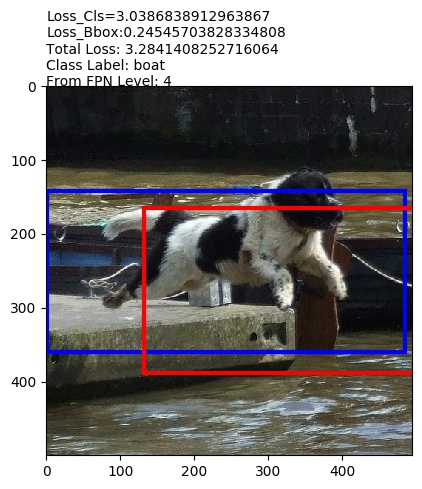 Loss_Cls=3.0386838912963867
Loss_Bbox:0.24545703828334808
Total Loss: 3.2841408252716064
Class Label: boat
From FPN Level: 4
0
100
200
300
400
0
100
200
300
400